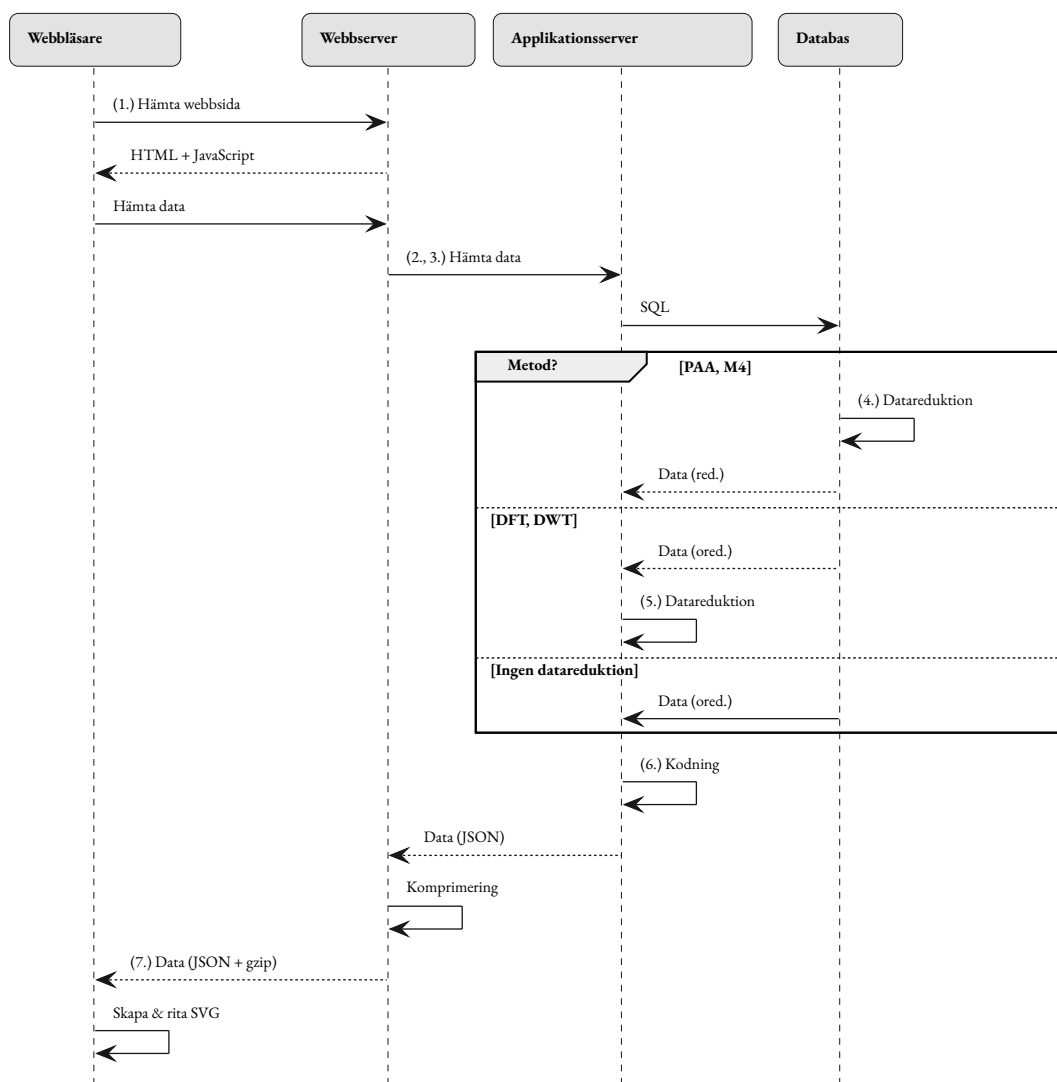 Webbläsare
Webbserver
Applikationsserver
Databas
(1.) Hämta webbsida
HTML + JavaScript
Hämta data
(2., 3.) Hämta data
SQL
Metod?
[PAA, M4]
(4.) Datareduktion
Data (red.)
[DFT, DWT]
Data (ored.)
(5.) Datareduktion
[Ingen datareduktion]
Data (ored.)
(6.) Kodning
Data (JSON)
Komprimering
(7.) Data (JSON + gzip)
Skapa & rita SVG